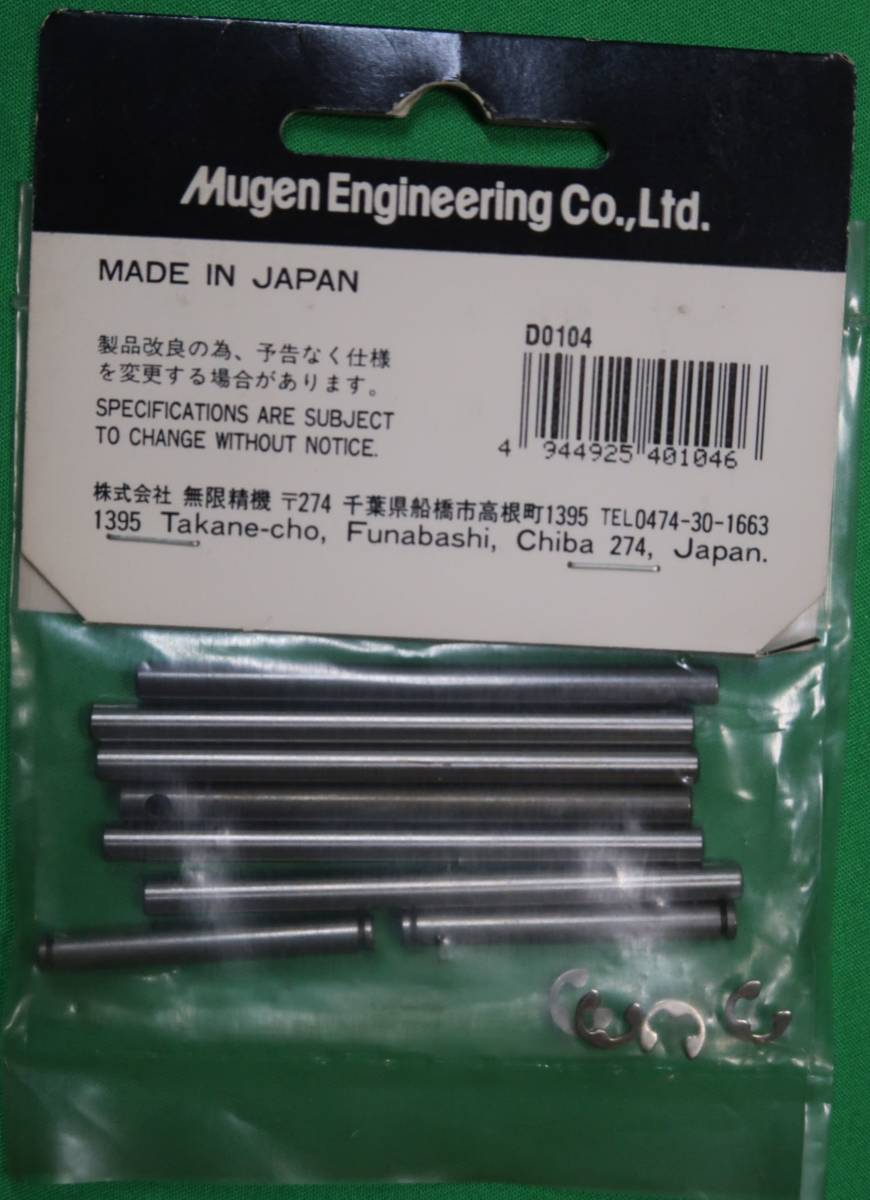 Mugen Engineering Co.,Ltd.
MADE IN JAPAN
製品改良の為、予告なく仕様
を変更する場合があります。
SPECIFICATIONS ARE SUBJECT
TO CHANGE WITHOUT NOTICE.
D0104
4 944925 401046
株式会社 無限精機 〒274 千葉県船橋市高根町1395 TEL0474-30-1663
1395 Takane-cho, Funabashi, Chiba 274, Japan.